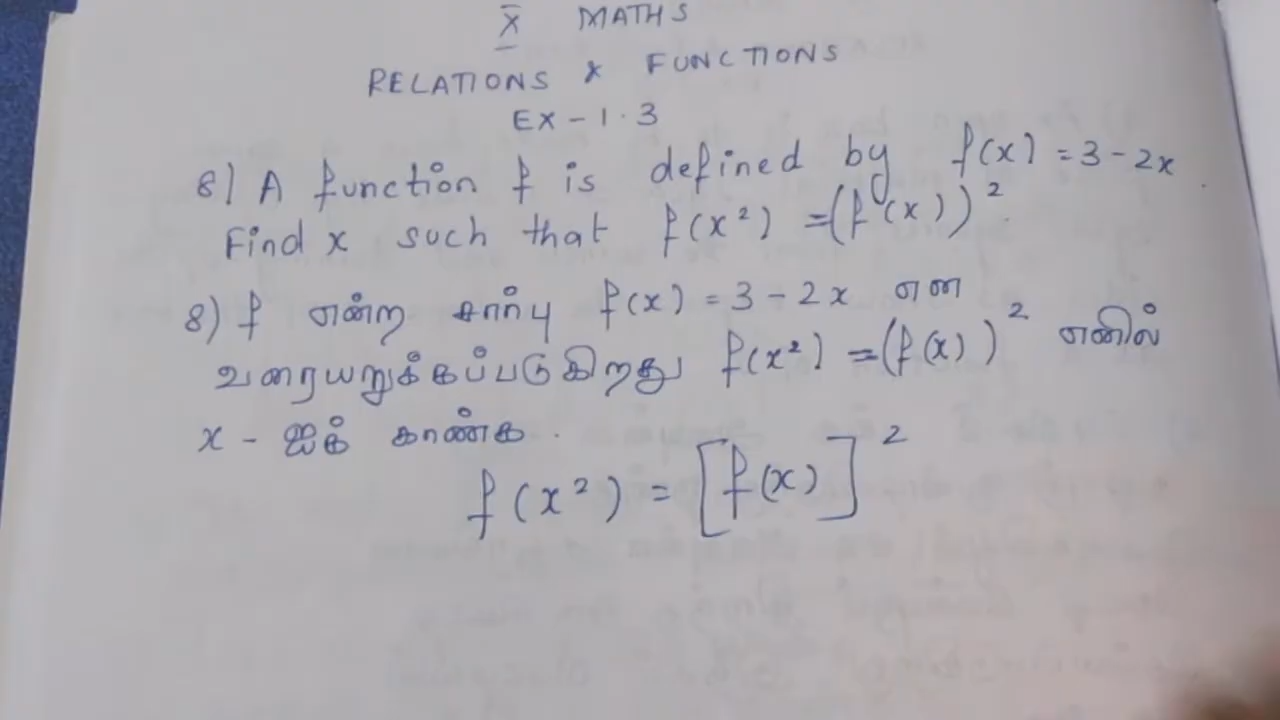 X MATHS
RELATIONS & FUNCTIONS
EX - 1.3
8) A function f is defined by f(x) = 3 - 2x
Find x such that f(x²) = (f(x))².
8) f என்ற சார்பு f(x) = 3 - 2x என
வரையறுக்கப்படுகிறது f(x²) = (f(x))² எனில்
x - ஐக் காண்க.
f(x²) = [f(x)]²